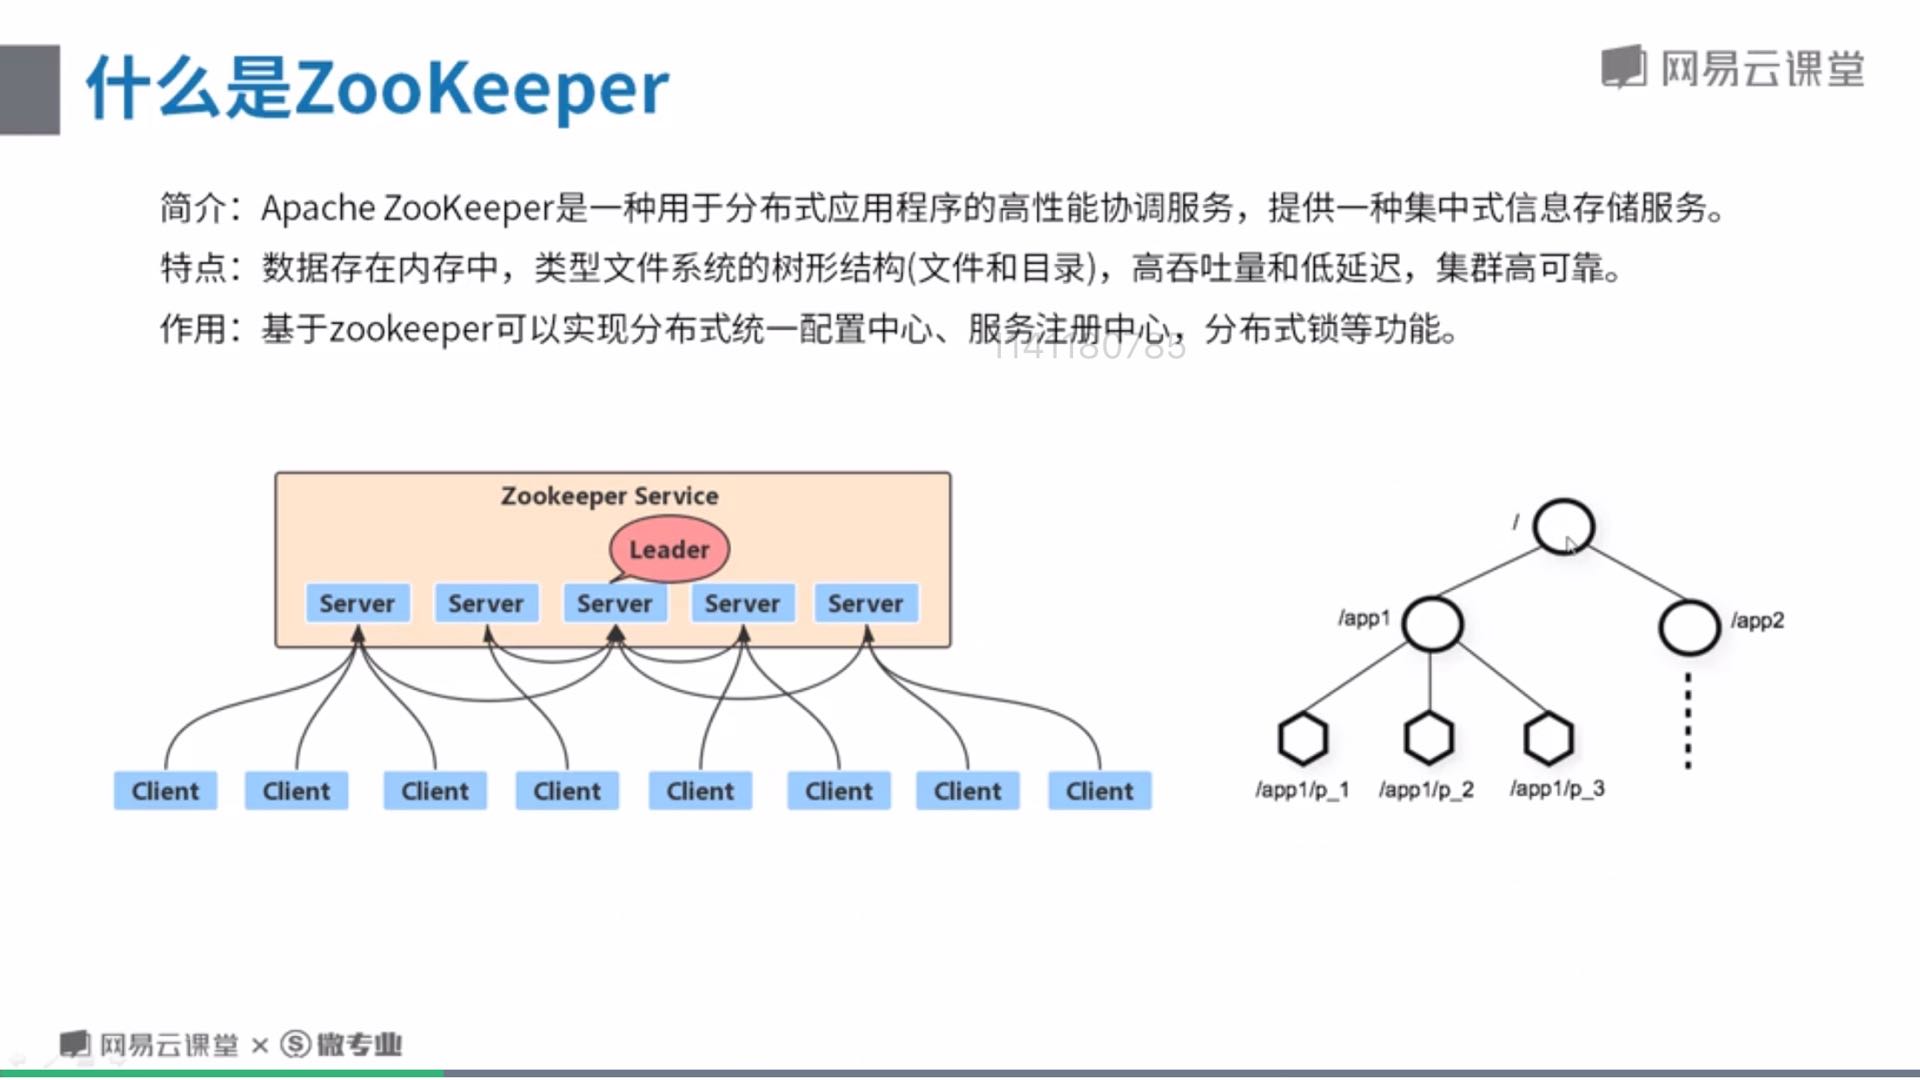 什么是ZooKeeper
网易云课堂
简介：Apache ZooKeeper是一种用于分布式应用程序的高性能协调服务，提供一种集中式信息存储服务。
特点：数据存在内存中，类型文件系统的树形结构(文件和目录)，高吞吐量和低延迟，集群高可靠。
作用：基于zookeeper可以实现分布式统一配置中心、服务注册中心，分布式锁等功能。
1141180785
Zookeeper Service
Leader
Server Server Server Server Server
Client Client Client Client Client Client Client Client
/
/app1 /app2
/app1/p_1 /app1/p_2 /app1/p_3
网易云课堂 × 微专业